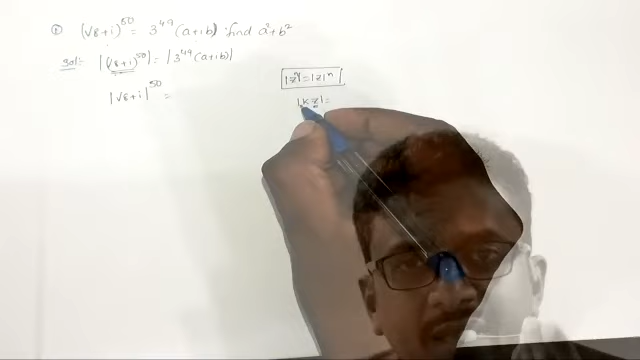 ① (√8+i)^50 = 3^49 (a+ib) find a²+b²
Sol: |(√8+i)^50| = |3^49 (a+ib)|
|z^n| = |z|^n
|√8+i|^50 =
|kz| =